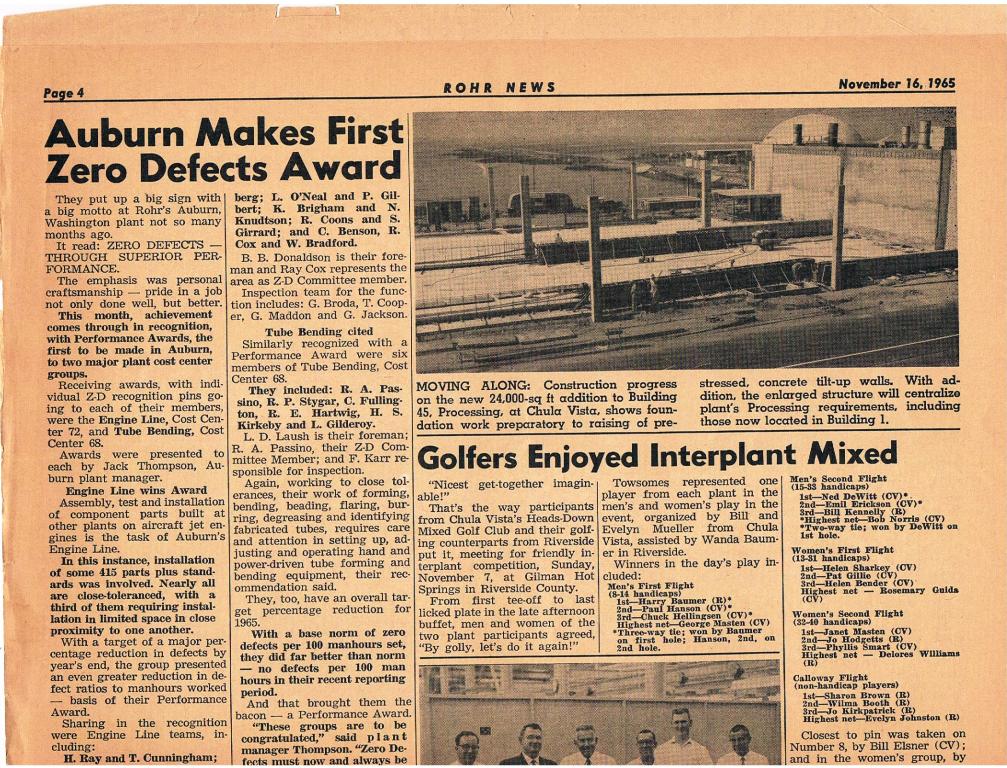 Page 4
ROHR NEWS
November 16, 1965
Auburn Makes First
Zero Defects Award
They put up a big sign with
a big motto at Rohr's Auburn,
Washington plant not so many
months ago.
It read: ZERO DEFECTS —
THROUGH SUPERIOR PER-
FORMANCE.
The emphasis was personal
craftsmanship — pride in a job
not only done well, but better.
This month, achievement
comes through in recognition,
with Performance Awards, the
first to be made in Auburn,
to two major plant cost center
groups.
Receiving awards, with indi-
vidual Z-D recognition pins go-
ing to each of their members,
were the Engine Line, Cost Cen-
ter 72, and Tube Bending, Cost
Center 68.
Awards were presented to
each by Jack Thompson, Au-
burn plant manager.
Engine Line wins Award
Assembly, test and installation
of component parts built at
other plants on aircraft jet en-
gines is the task of Auburn's
Engine Line.
In this instance, installation
of some 415 parts plus stand-
ards was involved. Nearly all
are close-toleranced, with a
third of them requiring instal-
lation in limited space in close
proximity to one another.
With a target of a major per-
centage reduction in defects by
year's end, the group presented
an even greater reduction in de-
fect ratios to manhours worked
— basis of their Performance
Award.
Sharing in the recognition
were Engine Line teams, in-
cluding:
H. Ray and T. Cunningham;
berg; L. O'Neal and P. Gil-
bert; K. Brigham and N.
Knudtson; R. Coons and S.
Girrard; and C. Benson, R.
Cox and W. Bradford.
B. B. Donaldson is their fore-
man and Ray Cox represents the
area as Z-D Committee member.
Inspection team for the func-
tion includes: G. Broda, T. Coop-
er, G. Maddon and G. Jackson.
Tube Bending cited
Similarly recognized with a
Performance Award were six
members of Tube Bending, Cost
Center 68.
They included: R. A. Pas-
sino, R. P. Stygar, C. Fulling-
ton, R. E. Hartwig, H. S.
Kirkeby and L. Gilderoy.
L. D. Laush is their foreman;
R. A. Passino, their Z-D Com-
mittee Member; and F. Karr re-
sponsible for inspection.
Again, working to close tol-
erances, their work of forming,
bending, beading, flaring, bur-
ring, degreasing and identifying
fabricated tubes, requires care
and attention in setting up, ad-
justing and operating hand and
power-driven tube forming and
bending equipment, their rec-
ommendation said.
They, too, have an overall tar-
get percentage reduction for
1965.
With a base norm of zero
defects per 100 manhours set,
they did far better than norm
— no defects per 100 man
hours in their recent reporting
period.
And that brought them the
bacon — a Performance Award.
"These groups are to be
congratulated," said plant
manager Thompson. "Zero De-
fects must now and always be
MOVING ALONG: Construction progress
on the new 24,000-sq ft addition to Building
45, Processing, at Chula Vista, shows foun-
dation work preparatory to raising of pre-
stressed, concrete tilt-up walls. With ad-
dition, the enlarged structure will centralize
plant's Processing requirements, including
those now located in Building 1.
Golfers Enjoyed Interplant Mixed
"Nicest get-together imagin-
able!"
That's the way participants
from Chula Vista's Heads-Down
Mixed Golf Club and their golf-
ing counterparts from Riverside
put it, meeting for friendly in-
terplant competition, Sunday,
November 7, at Gilman Hot
Springs in Riverside County.
From first tee-off to last
licked plate in the late afternoon
buffet, men and women of the
two plant participants agreed,
"By golly, let's do it again!"
Towsomes represented one
player from each plant in the
men's and women's play in the
event, organized by Bill and
Evelyn Mueller from Chula
Vista, assisted by Wanda Baum-
er in Riverside.
Winners in the day's play in-
cluded:
Men's First Flight
(8-14 handicaps)
1st—Harry Baumer (R)*
2nd—Paul Hanson (CV)*
3rd—Chuck Hellingsen (CV)*
Highest net—George Masten (CV)
*Three-way tie; won by Baumer
on first hole; Hanson, 2nd, on
2nd hole.
Men's Second Flight
(15-33 handicaps)
1st—Ned DeWitt (CV)*
2nd—Emil Erickson (CV)*
3rd—Bill Kennelly (R)
*Highest net—Bob Norris (CV)
*Two-way tie; won by DeWitt on
1st hole.
Women's First Flight
(13-31 handicaps)
1st—Helen Sharkey (CV)
2nd—Pat Gillie (CV)
3rd—Helen Bender (CV)
Highest net — Rosemary Guida
(CV)
Women's Second Flight
(32-40 handicaps)
1st—Janet Masten (CV)
2nd—Jo Hodgetts (R)
3rd—Phyllis Smart (CV)
Highest net — Delores Williams
(R)
Calloway Flight
(non-handicap players)
1st—Sharon Brown (R)
2nd—Wilma Booth (R)
3rd—Jo Kirkpatrick (R)
Highest net—Evelyn Johnston (R)
Closest to pin was taken on
Number 8, by Bill Elsner (CV);
and in the women's group, by